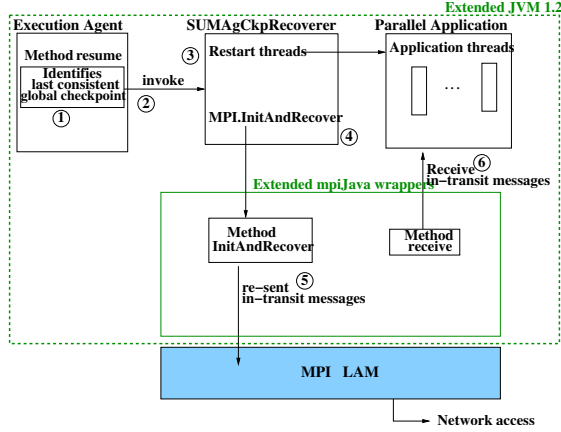 Extended JVM 1.2
Execution Agent
SUMAgCkpRecoverer
Parallel Application
Method resume
Identifies
last consistent
global checkpoint
1
invoke
2
3
Restart threads
MPI.InitAndRecover
4
Application threads
...
6
Receive
in-transit messages
Extended mpiJava wrappers
Method
InitAndRecover
Method
receive
5
re-sent
in-transit messages
MPI LAM
Network access